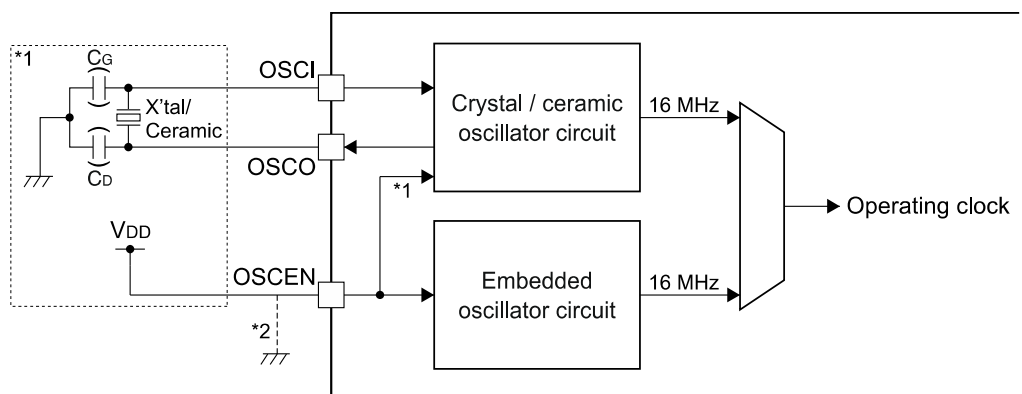 *1
CG
OSCI
X'tal/
Ceramic
Crystal / ceramic
oscillator circuit
16 MHz
CD
OSCO
*1
Operating clock
VDD
OSCEN
Embedded
oscillator circuit
16 MHz
*2